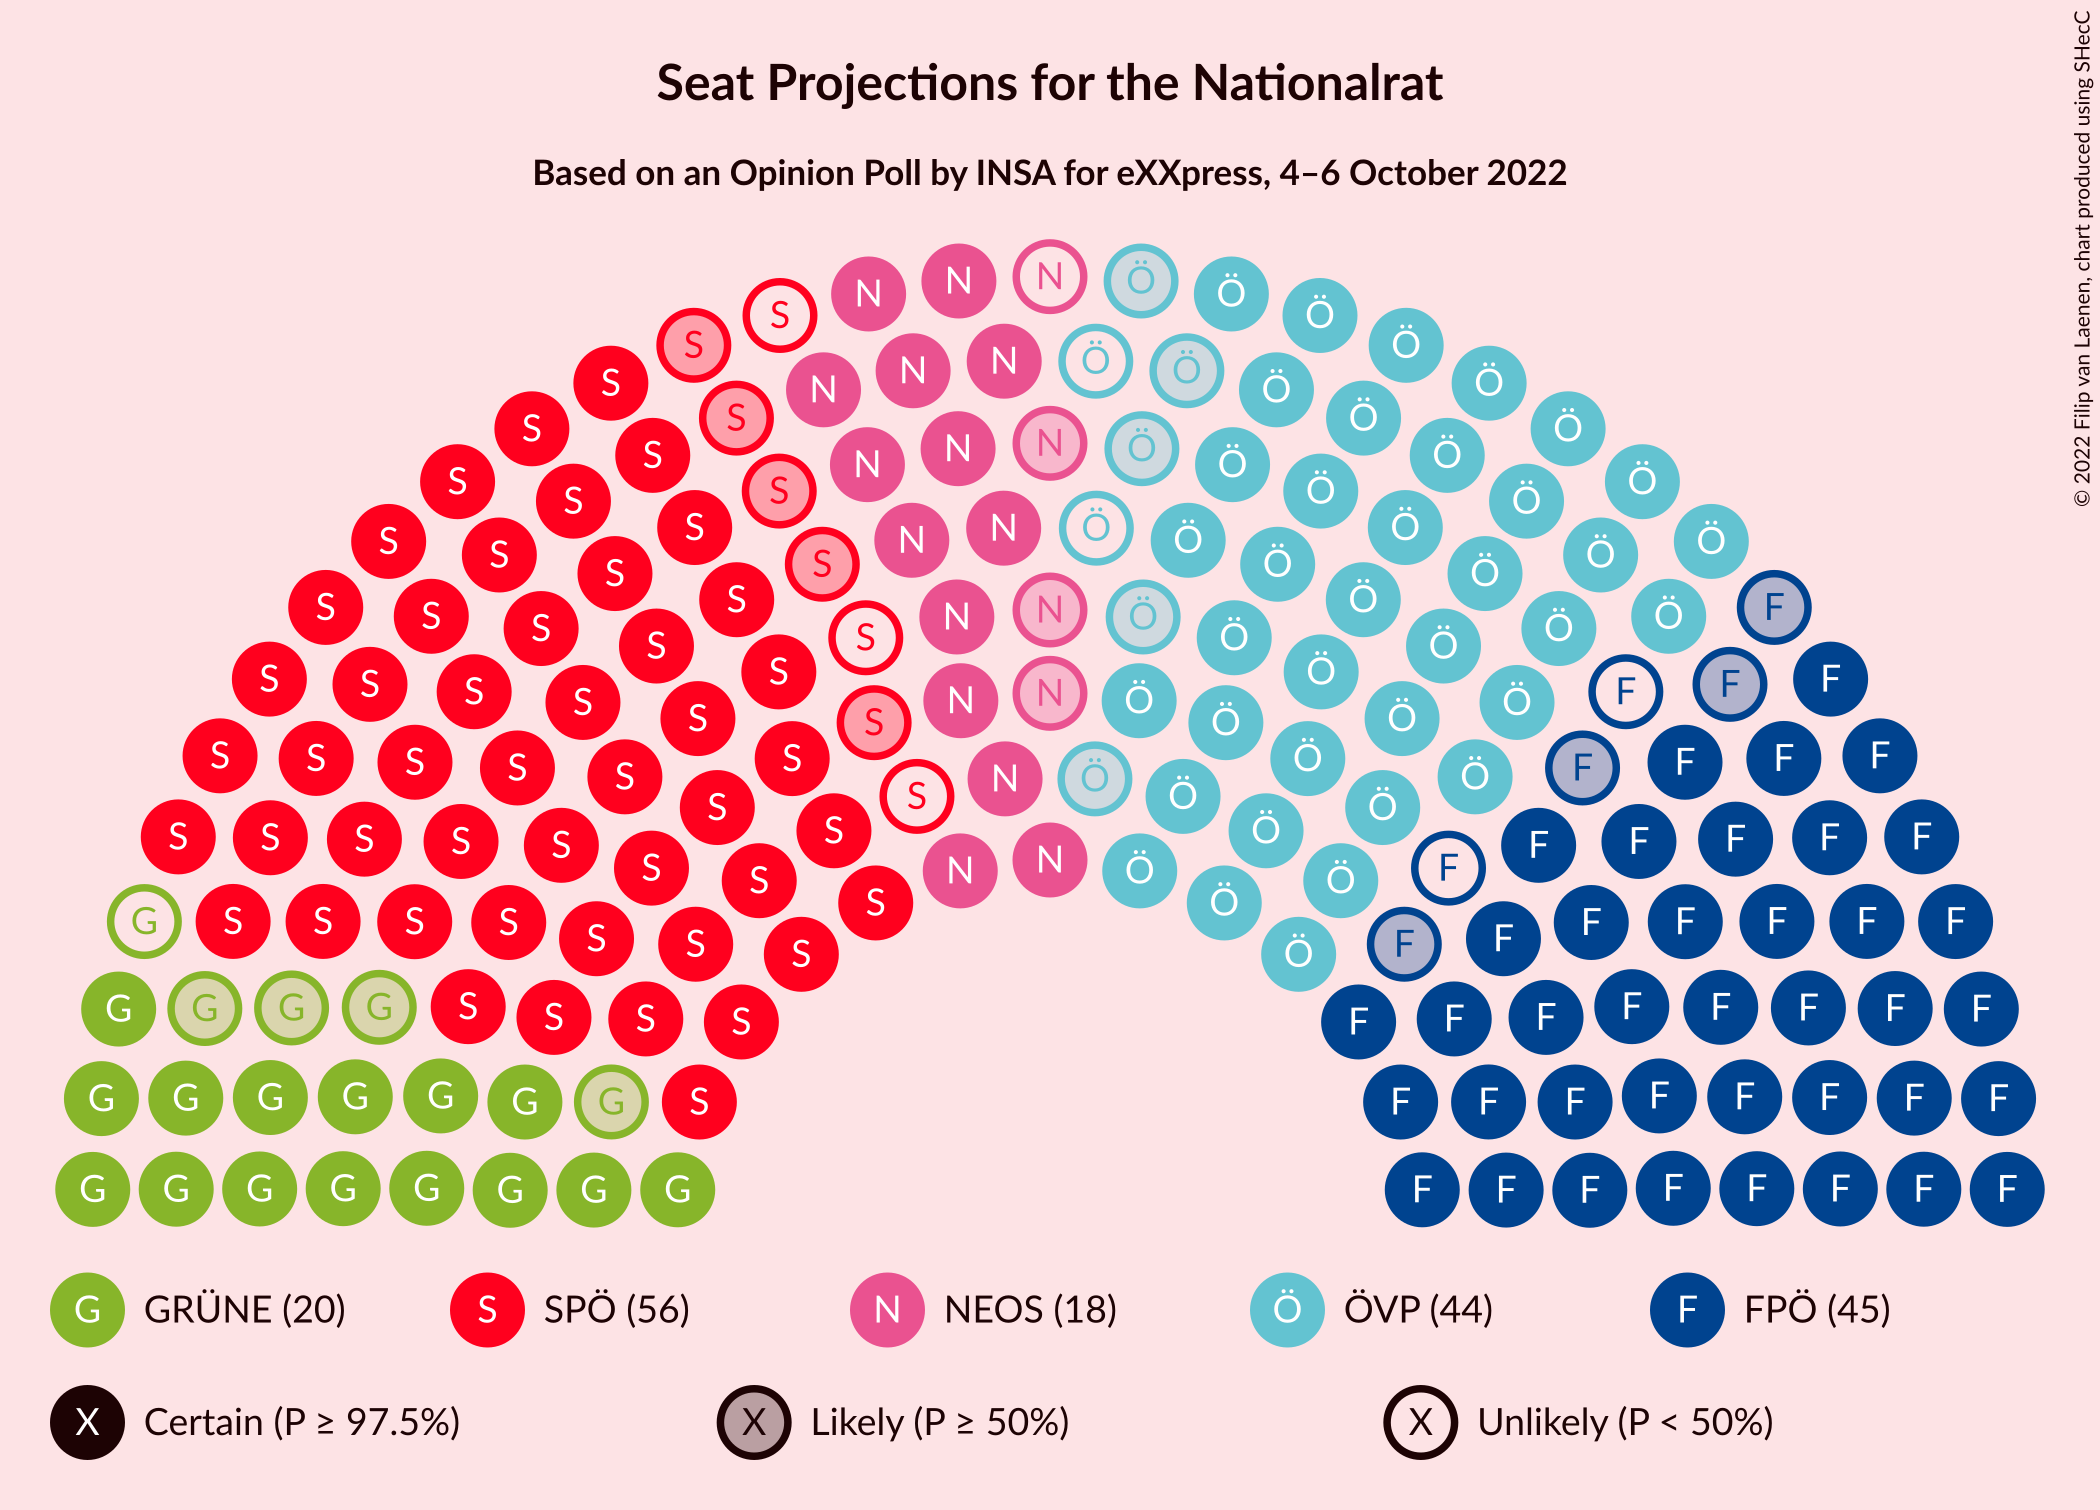 Seat Projections for the Nationalrat
Based on an Opinion Poll by INSA for eXXpress, 4–6 October 2022
© 2022 Filip van Laenen, chart produced using SHecC
N N N Ö Ö Ö
S S N N N Ö Ö Ö Ö Ö
S S N N N Ö Ö Ö Ö Ö
S S S N N Ö Ö Ö Ö Ö Ö
S S S S N N N Ö Ö Ö Ö Ö Ö F
S S S S S N N Ö Ö Ö Ö Ö F F F
S S S S S S S N Ö Ö Ö Ö Ö F F F F
S S S S S S S S N N Ö Ö Ö F F F F F F
G S S S S S S S Ö F F F F F F F
G G G G S S S S F F F F F F F F
G G G G G G G S F F F F F F F F
G G G G G G G G F F F F F F F F
G GRÜNE (20) S SPÖ (56) N NEOS (18) Ö ÖVP (44) F FPÖ (45)
X Certain (P ≥ 97.5%) X Likely (P ≥ 50%) X Unlikely (P < 50%)